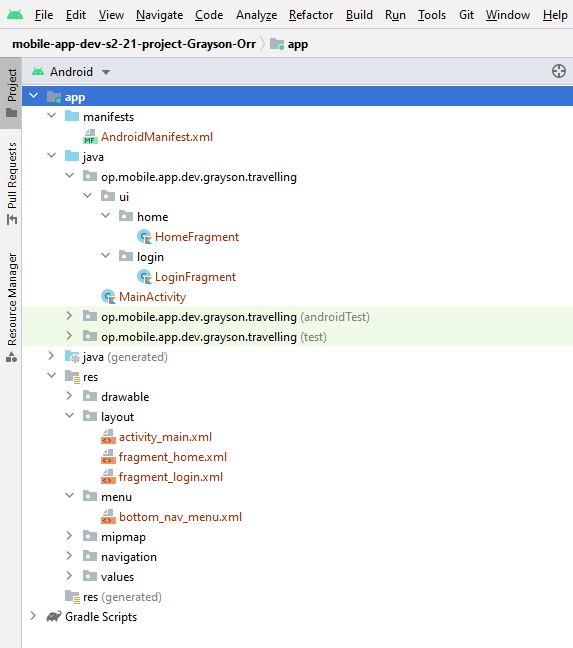 File Edit View Navigate Code Analyze Refactor Build Run Tools Git Window Help
mobile-app-dev-s2-21-project-Grayson-Orr app
Project
Pull Requests
Resource Manager
Android
app
manifests
MF AndroidManifest.xml
java
op.mobile.app.dev.grayson.travelling
ui
home
HomeFragment
login
LoginFragment
MainActivity
op.mobile.app.dev.grayson.travelling (androidTest)
op.mobile.app.dev.grayson.travelling (test)
java (generated)
res
drawable
layout
activity_main.xml
fragment_home.xml
fragment_login.xml
menu
bottom_nav_menu.xml
mipmap
navigation
values
res (generated)
Gradle Scripts